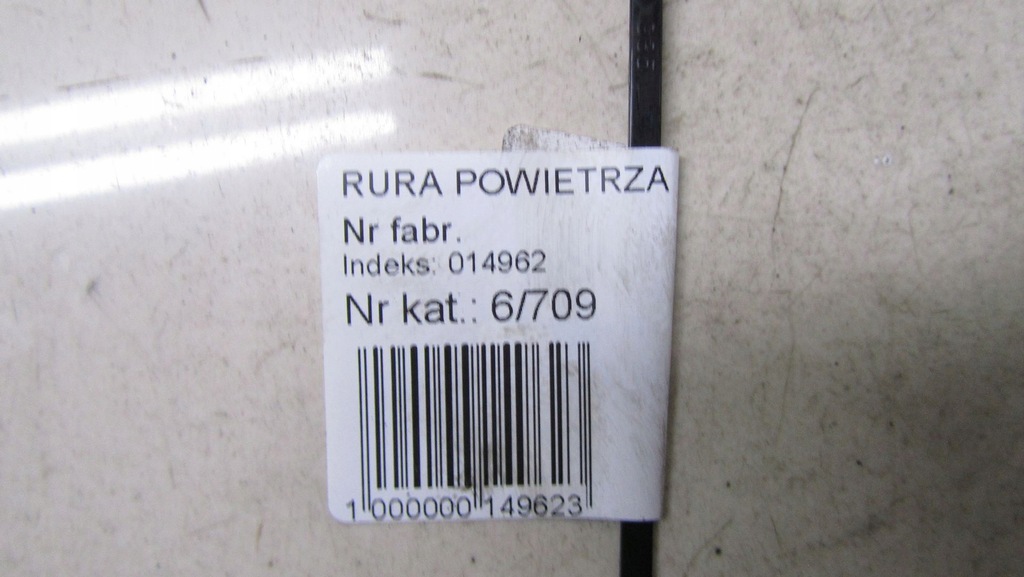 RURA POWIETRZA
Nr fabr.
Indeks: 014962
Nr kat.: 6/709
1 000000 149623